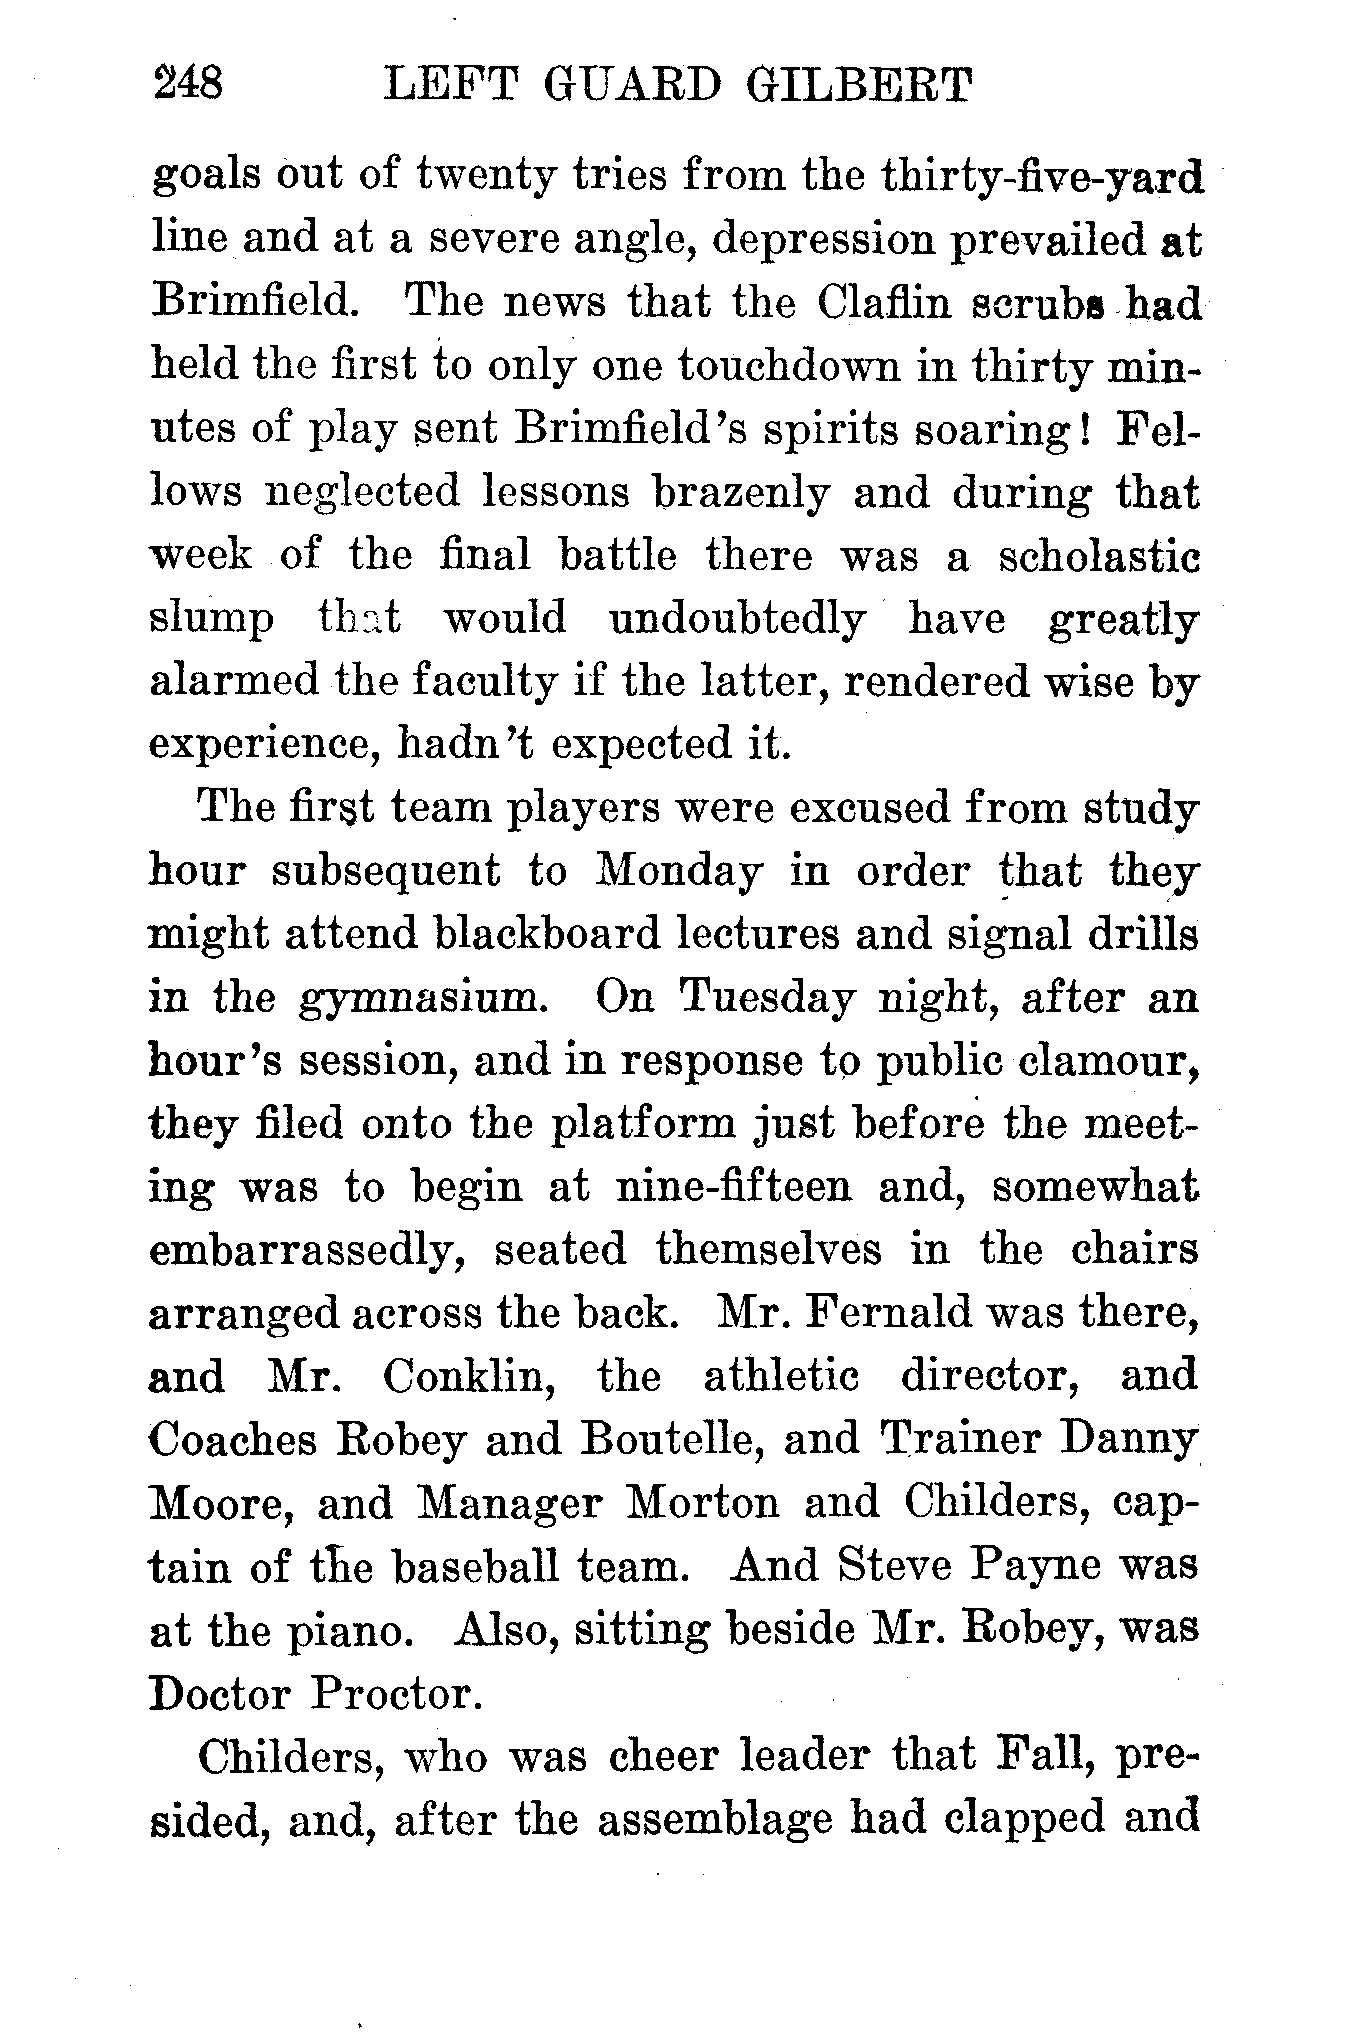 248 LEFT GUARD GILBERT
goals out of twenty tries from the thirty-five-yard
line and at a severe angle, depression prevailed at
Brimfield. The news that the Claflin scrubs had
held the first to only one touchdown in thirty min-
utes of play sent Brimfield's spirits soaring! Fel-
lows neglected lessons brazenly and during that
week of the final battle there was a scholastic
slump that would undoubtedly have greatly
alarmed the faculty if the latter, rendered wise by
experience, hadn't expected it.
The first team players were excused from study
hour subsequent to Monday in order that they
might attend blackboard lectures and signal drills
in the gymnasium. On Tuesday night, after an
hour's session, and in response to public clamour,
they filed onto the platform just before the meet-
ing was to begin at nine-fifteen and, somewhat
embarrassedly, seated themselves in the chairs
arranged across the back. Mr. Fernald was there,
and Mr. Conklin, the athletic director, and
Coaches Robey and Boutelle, and Trainer Danny
Moore, and Manager Morton and Childers, cap-
tain of the baseball team. And Steve Payne was
at the piano. Also, sitting beside Mr. Robey, was
Doctor Proctor.
Childers, who was cheer leader that Fall, pre-
sided, and, after the assemblage had clapped and